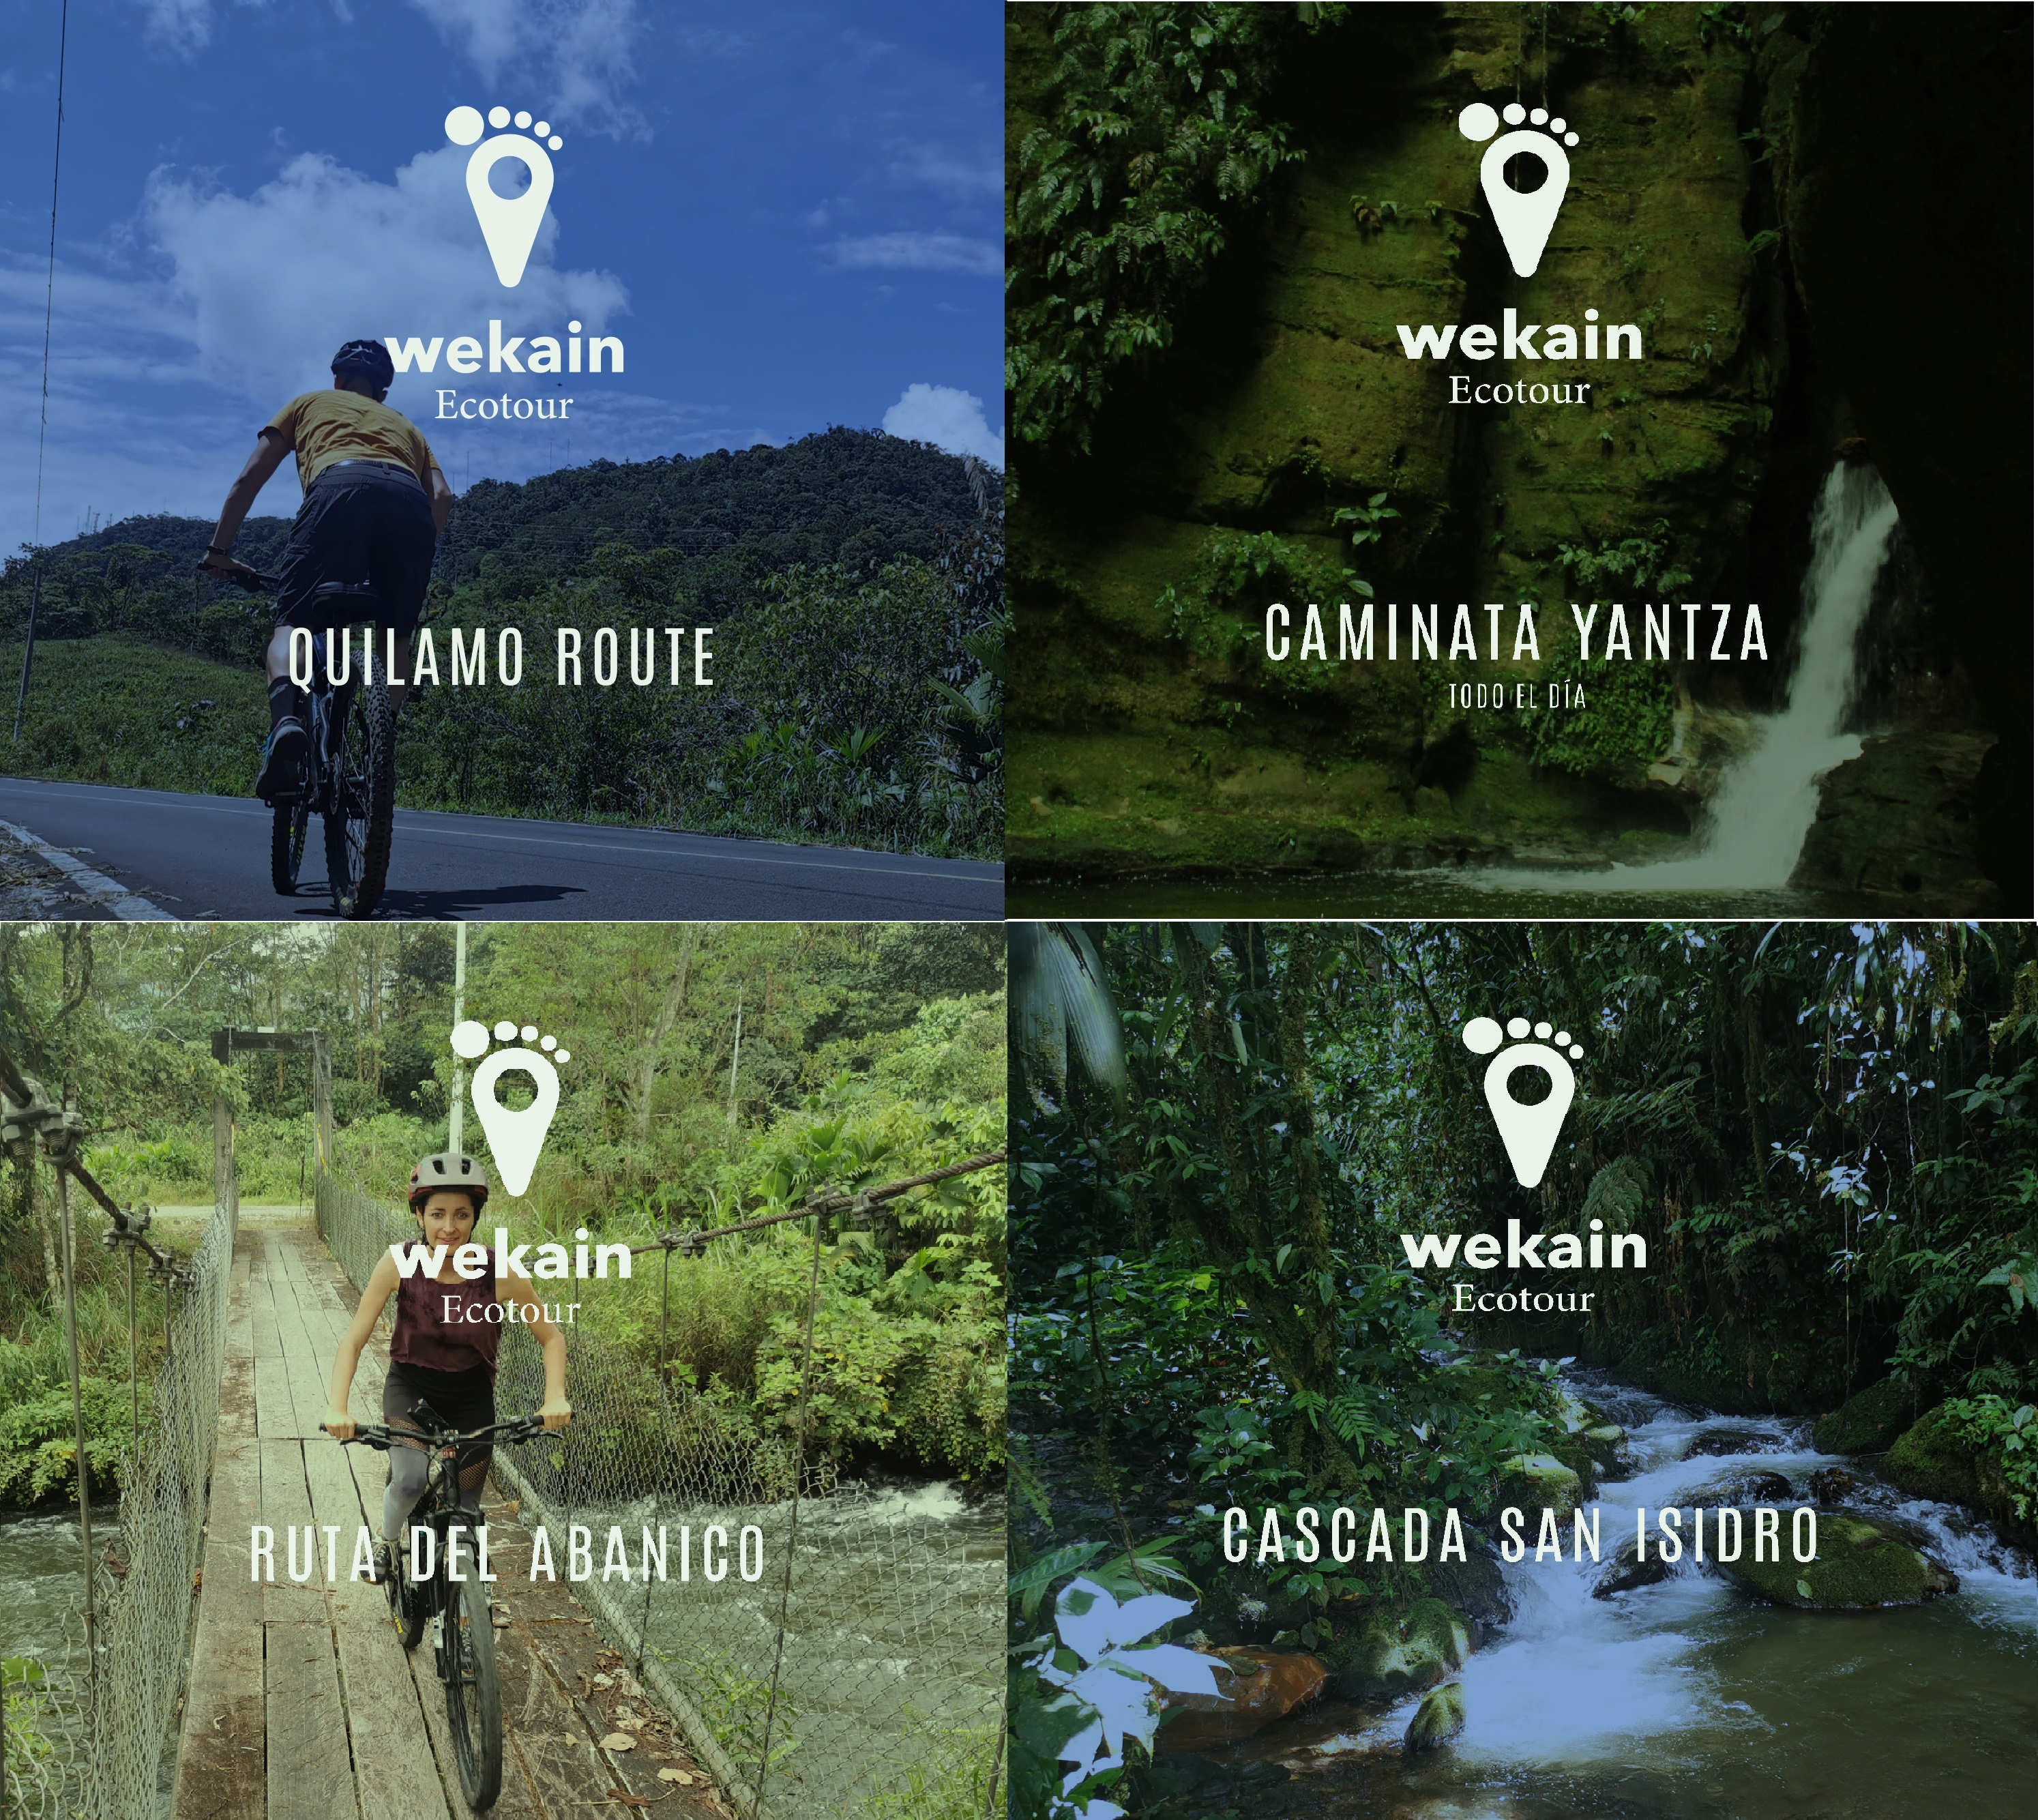 wekain
Ecotour
QUILAMO ROUTE
wekain
Ecotour
CAMINATA YANTZA
TODO EL DÍA
wekain
Ecotour
RUTA DEL ABANICO
wekain
Ecotour
CASCADA SAN ISIDRO